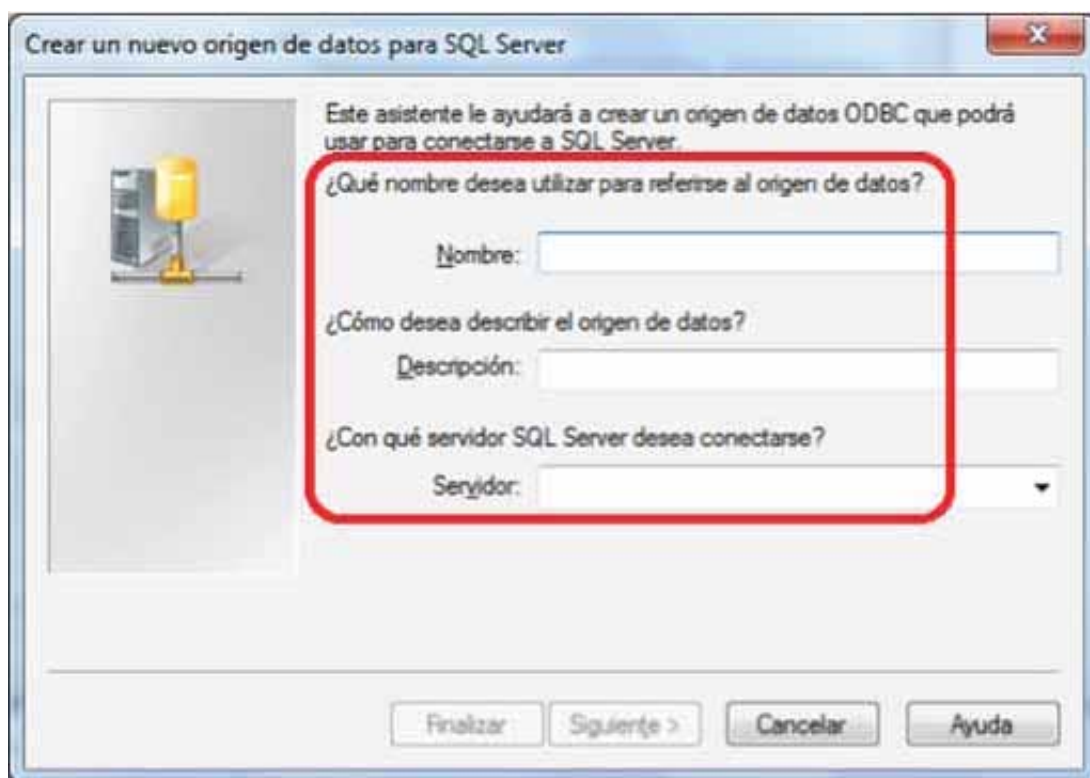 Crear un nuevo origen de datos para SQL Server
Este asistente le ayudará a crear un origen de datos ODBC que podrá
usar para conectarse a SQL Server.
¿Qué nombre desea utilizar para referirse al origen de datos?
Nombre:
¿Cómo desea describir el origen de datos?
Descripción:
¿Con qué servidor SQL Server desea conectarse?
Servidor:
Finalizar Siguiente > Cancelar Ayuda